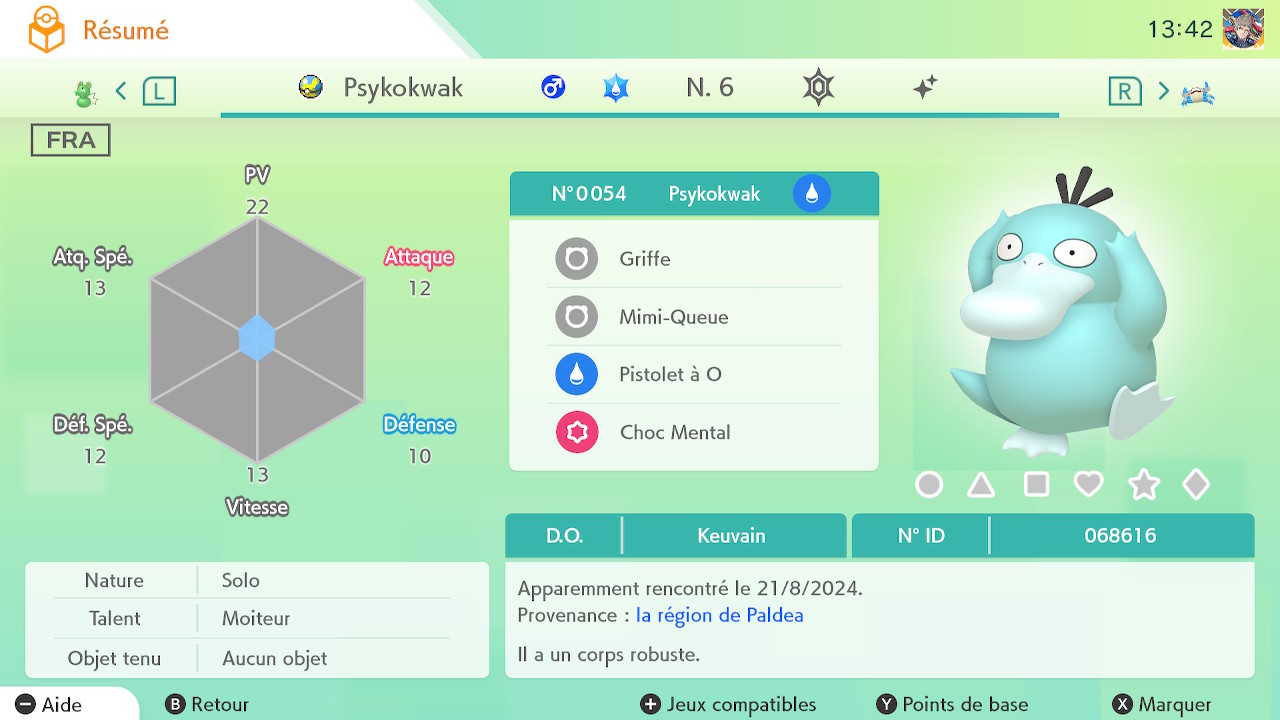 Résumé
13:42
L
Psykokwak
N. 6
R
FRA
PV
22
Atq. Spé.
13
Attaque
12
Déf. Spé.
12
Défense
10
13
Vitesse
N°0054 Psykokwak
Griffe
Mimi-Queue
Pistolet à O
Choc Mental
D.O. Keuvain
N° ID 068616
Apparemment rencontré le 21/8/2024.
Provenance : la région de Paldea
Il a un corps robuste.
Nature Solo
Talent Moiteur
Objet tenu Aucun objet
Aide
B Retour
Jeux compatibles
Y Points de base
X Marquer